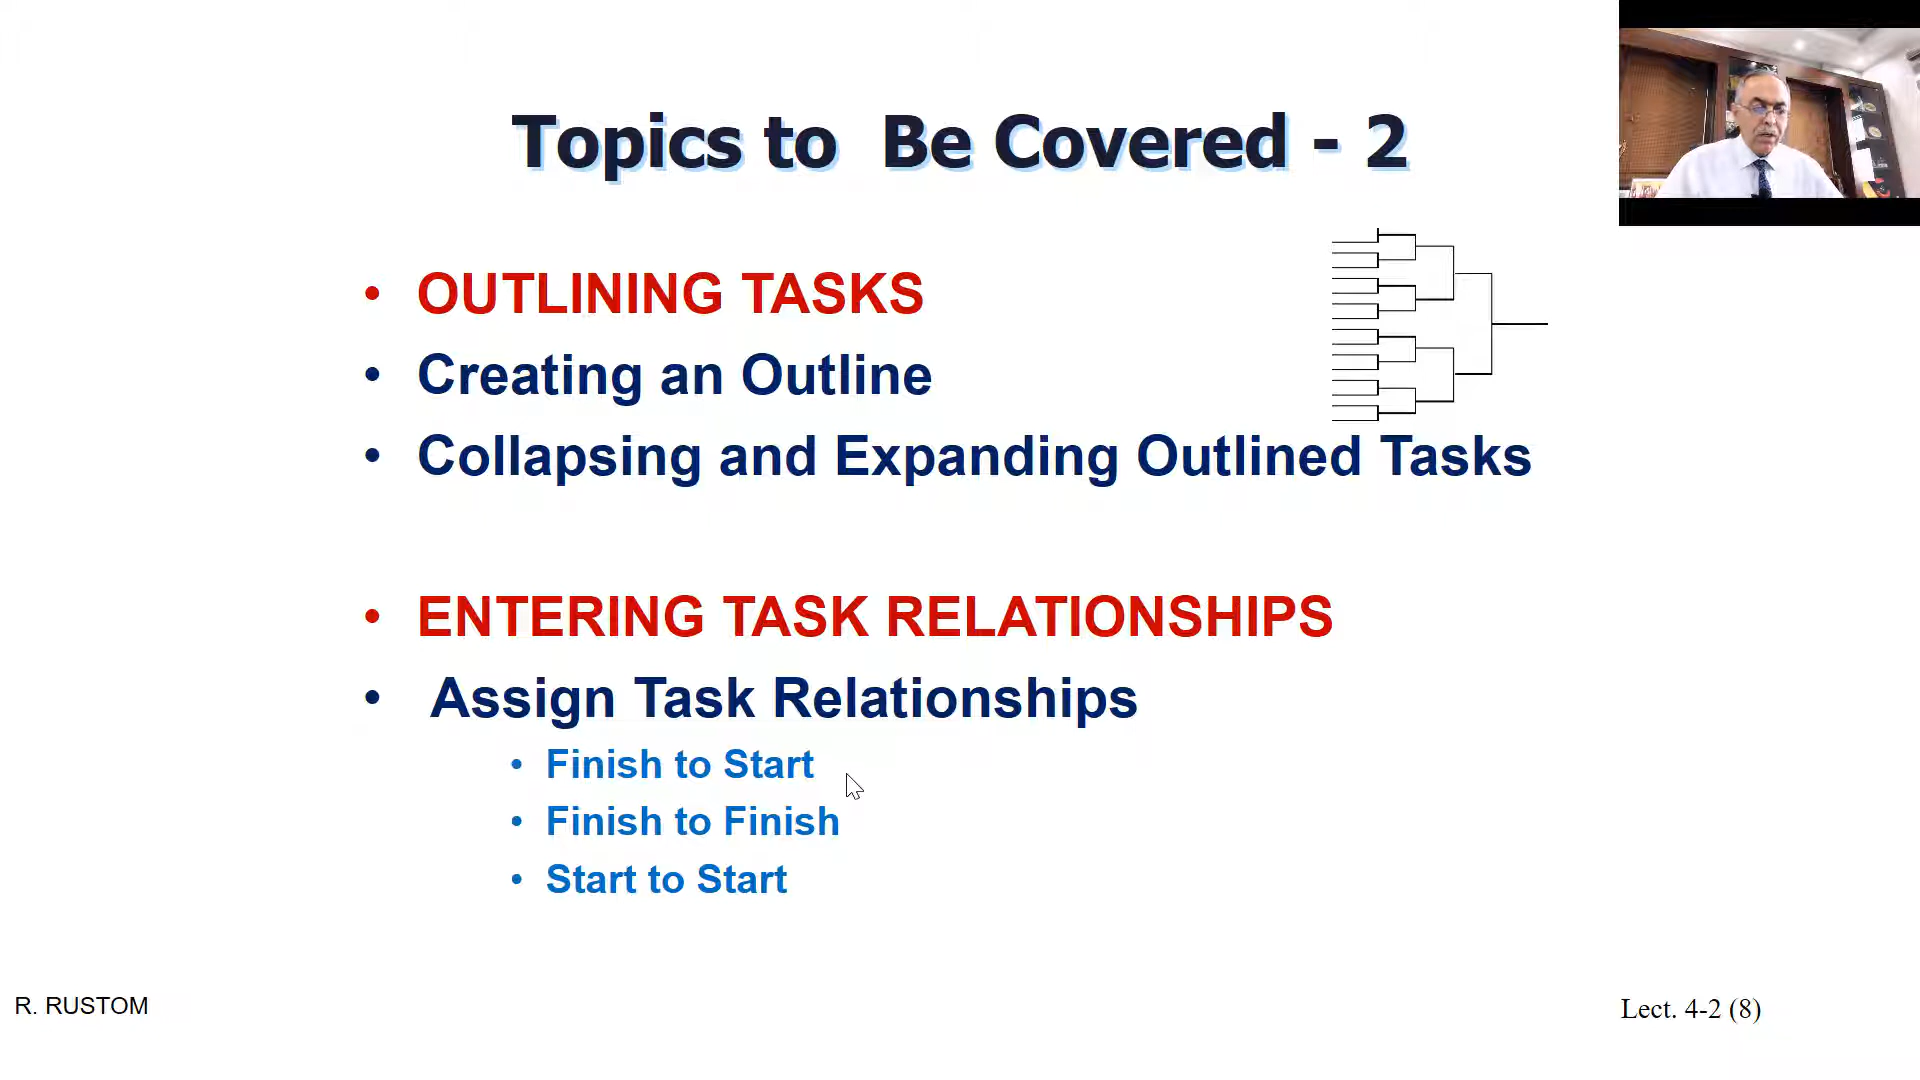 Topics to Be Covered - 2
• OUTLINING TASKS
• Creating an Outline
• Collapsing and Expanding Outlined Tasks
• ENTERING TASK RELATIONSHIPS
• Assign Task Relationships
• Finish to Start
• Finish to Finish
• Start to Start
R. RUSTOM
Lect. 4-2 (8)